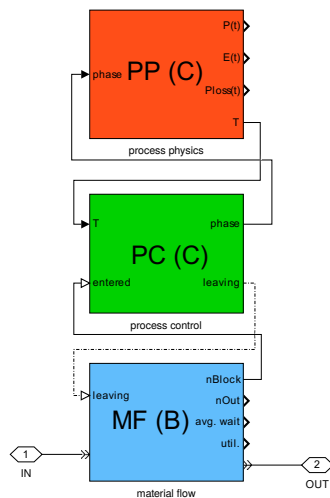 P(t)
E(t)
phase PP (C)
Ploss(t)
T
process physics
T phase
PC (C)
entered leaving
process control
nBlock
leaving nOut
MF (B) avg. wait
util.
1
IN
2
OUT
material flow